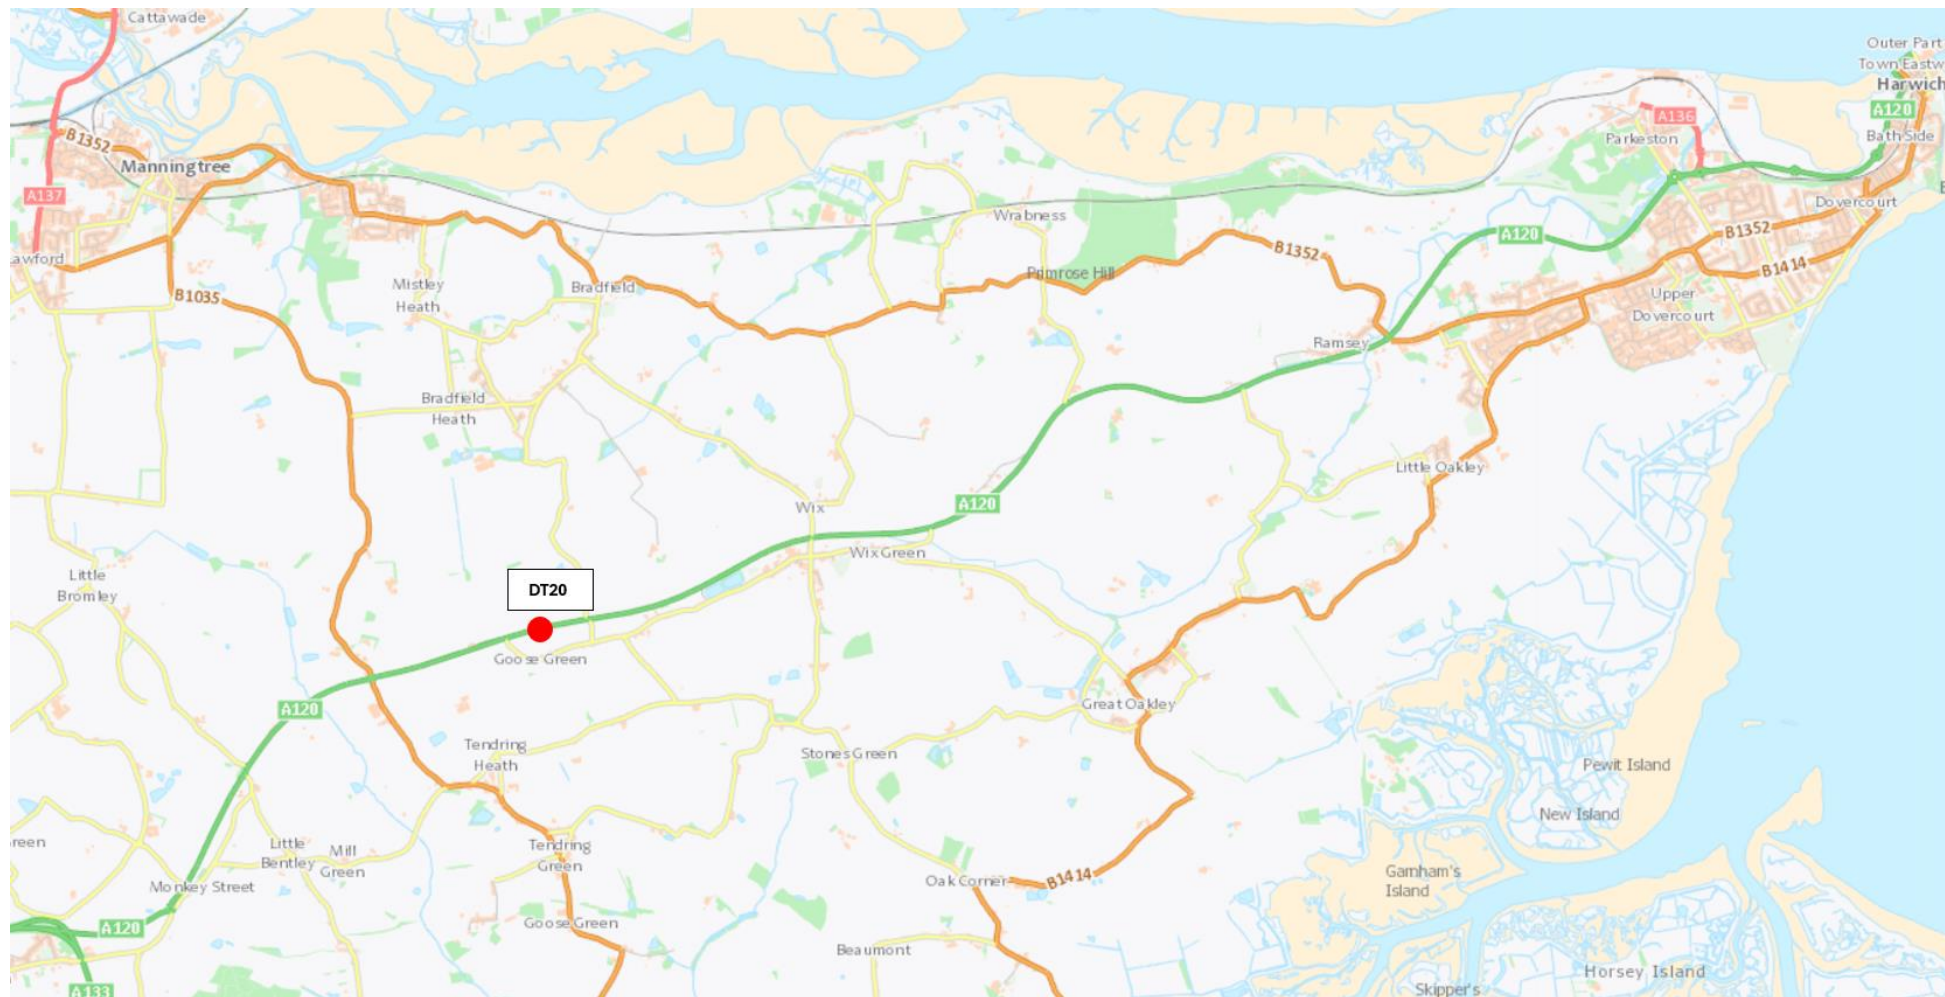 Cattawade
Outer Part
Town Eastw
Harwich
A120
A136
Bath Side
Parkeston
B1352
Manningtree
A137
Dovercourt
Wrabness
B1352
A120
B1352
awford
B1414
Primrose Hill
Mistley
Heath
Bradfield
B1035
Upper
Dovercourt
Ramsey
Bradfield
Heath
Little Oakley
A120
Wix
Wix Green
Little
Bromley
DT20
Goose Green
A120
Great Oakley
Tendring
Heath
Stones Green
Pewit Island
New Island
reen
Little
Bentley
Mill
Green
Tendring
Green
Monkey Street
Oak Corner
B1414
Garnham's
Island
A120
Goose Green
Beaumont
Horsey Island
Skipper's
A133